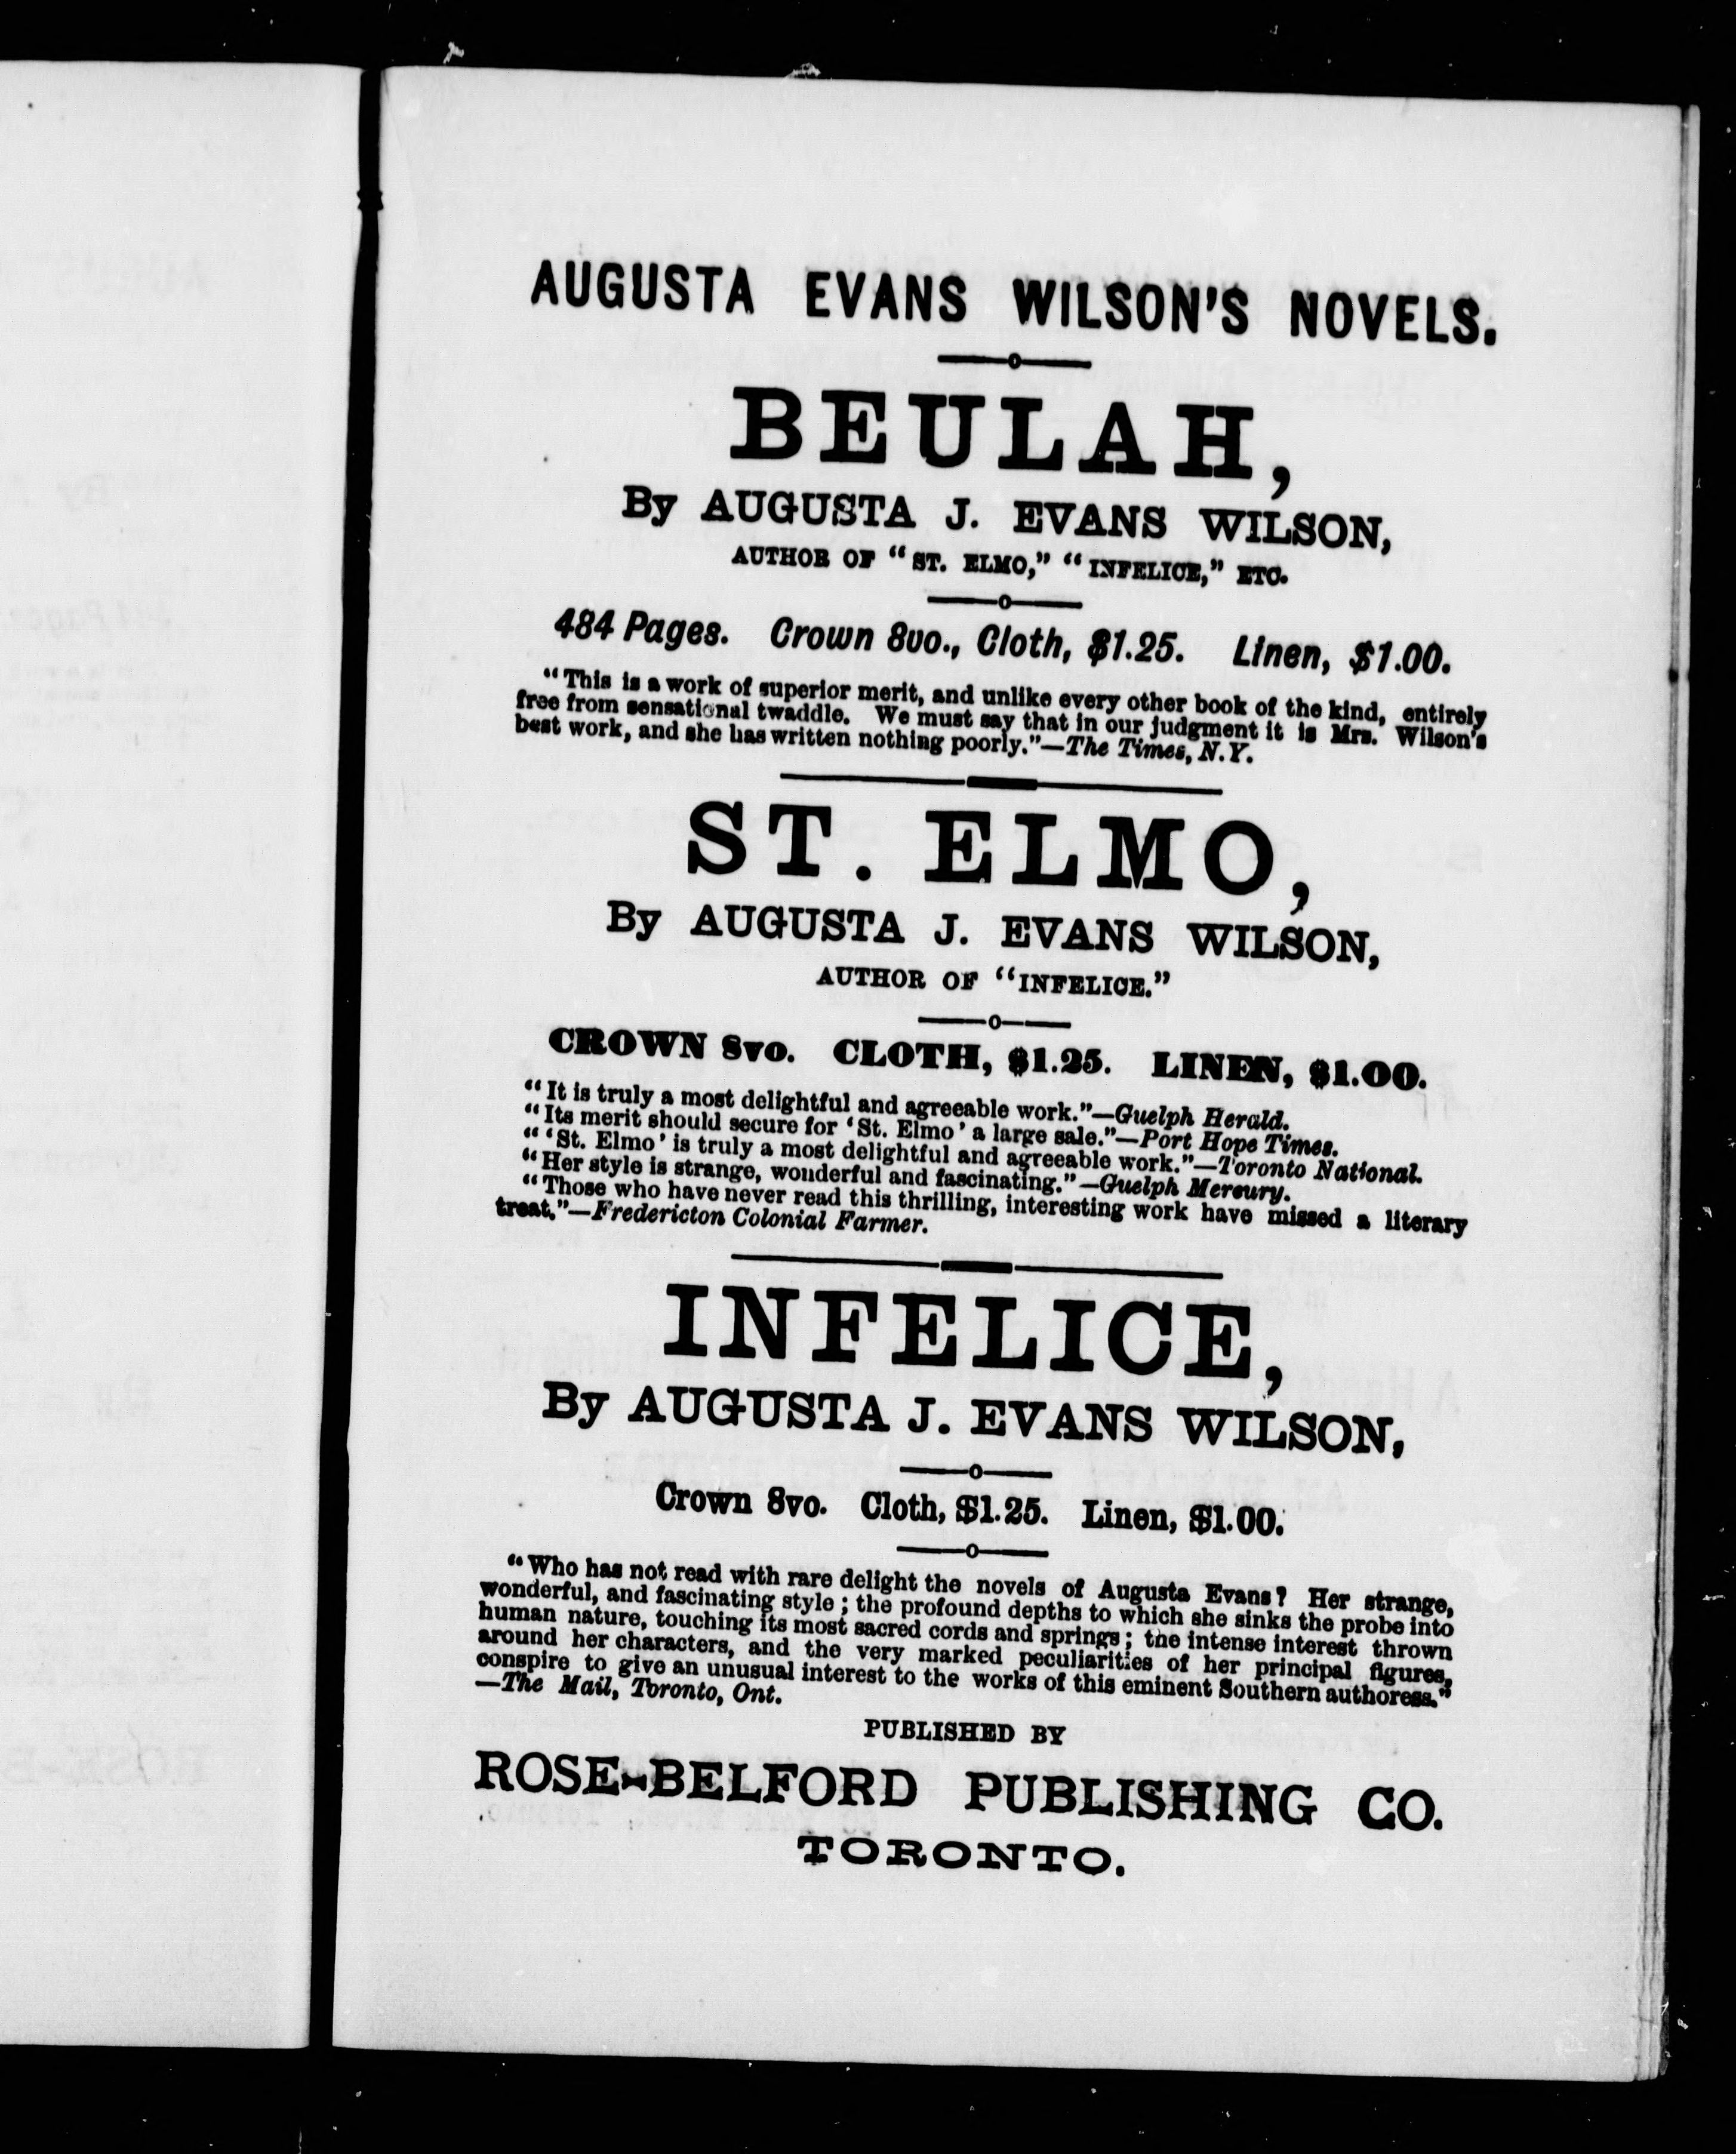 AUGUSTA EVANS WILSON'S NOVELS.
BEULAH,
By AUGUSTA J. EVANS WILSON,
AUTHOR OF "ST. ELMO," "INFELICE," ETC.
484 Pages. Crown 8vo., Cloth, $1.25. Linen, $1.00.
"This is a work of superior merit, and unlike every other book of the kind, entirely
free from sensational twaddle. We must say that in our judgment it is Mrs. Wilson's
best work, and she has written nothing poorly."—The Times, N.Y.
ST. ELMO,
By AUGUSTA J. EVANS WILSON,
AUTHOR OF "INFELICE."
CROWN 8vo. CLOTH, $1.25. LINEN, $1.00.
"It is truly a most delightful and agreeable work."—Guelph Herald.
"Its merit should secure for 'St. Elmo' a large sale."—Port Hope Times.
"'St. Elmo' is truly a most delightful and agreeable work."—Toronto National.
"Her style is strange, wonderful and fascinating."—Guelph Mercury.
"Those who have never read this thrilling, interesting work have missed a literary
treat."—Fredericton Colonial Farmer.
INFELICE,
By AUGUSTA J. EVANS WILSON,
Crown 8vo. Cloth, $1.25. Linen, $1.00.
"Who has not read with rare delight the novels of Augusta Evans? Her strange,
wonderful, and fascinating style; the profound depths to which she sinks the probe into
human nature, touching its most sacred cords and springs; the intense interest thrown
around her characters, and the very marked peculiarities of her principal figures,
conspire to give an unusual interest to the works of this eminent Southern authoress."
—The Mail, Toronto, Ont.
PUBLISHED BY
ROSE-BELFORD PUBLISHING CO.
TORONTO.